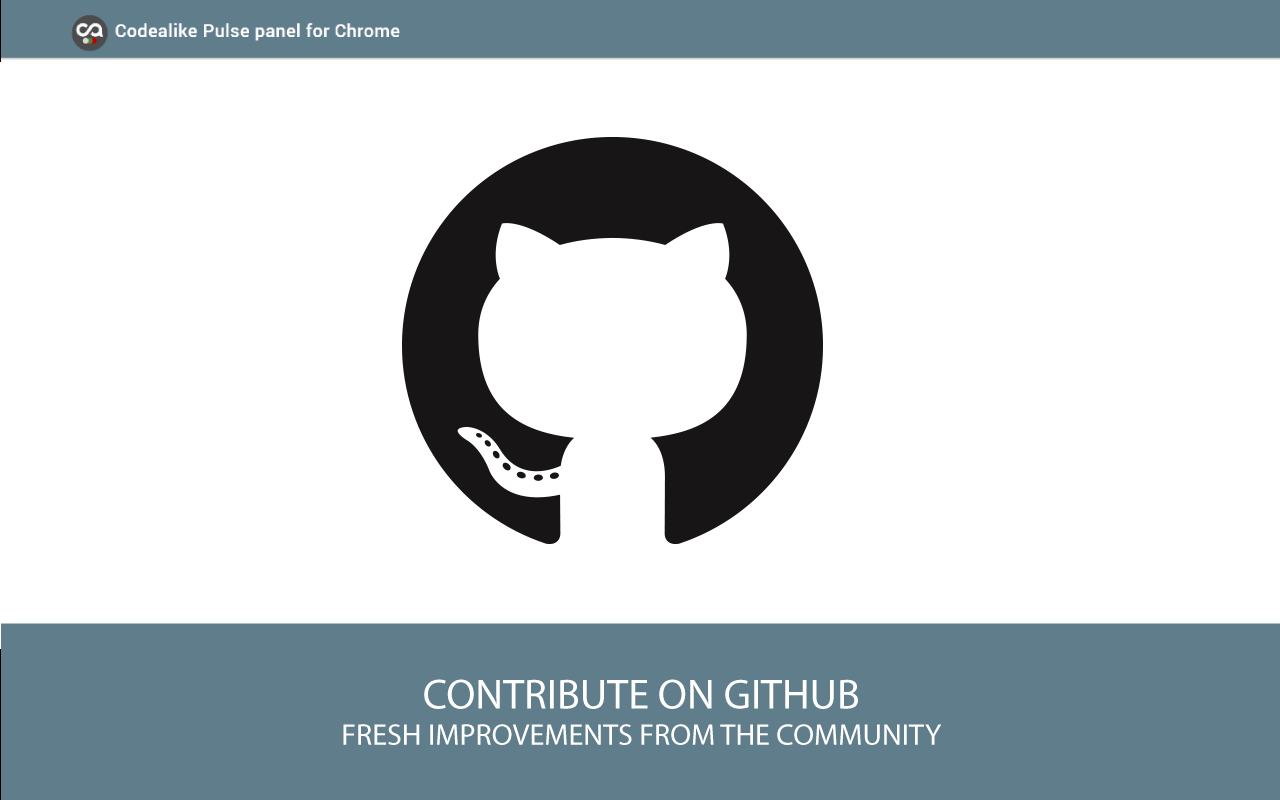 Codealike Pulse panel for Chrome
CONTRIBUTE ON GITHUB
FRESH IMPROVEMENTS FROM THE COMMUNITY